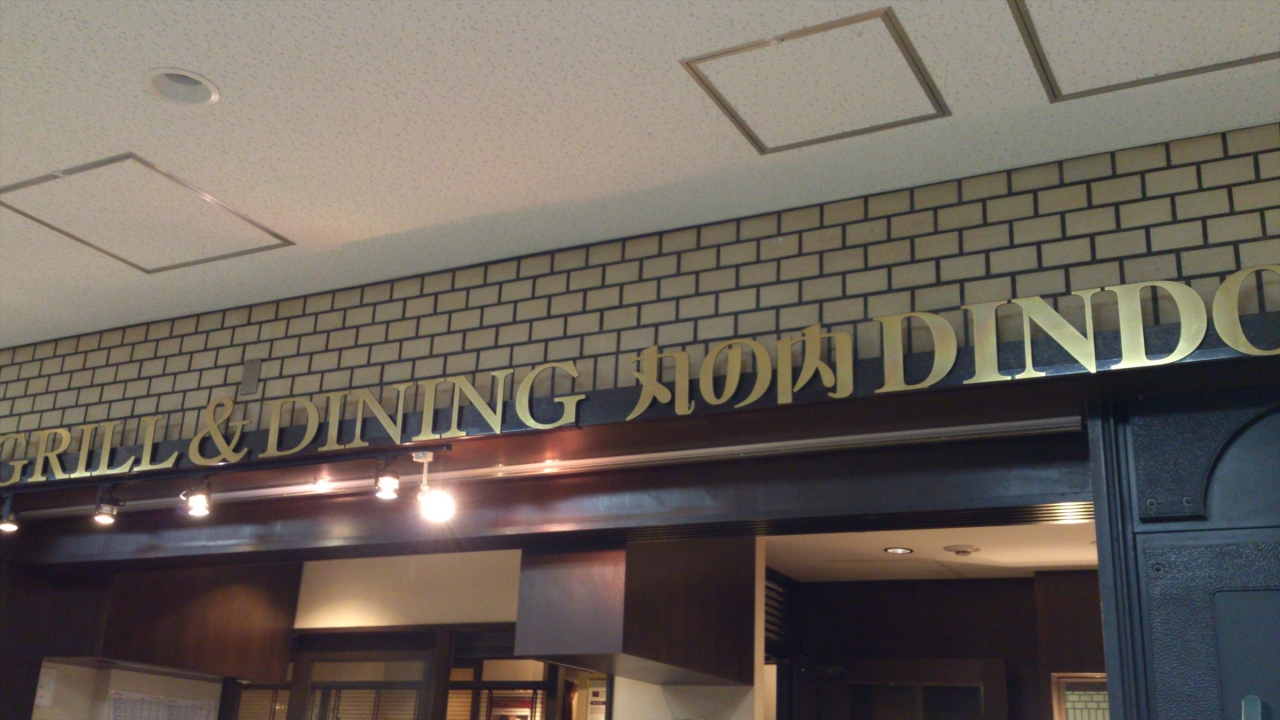 GRILL & DINING 丸の内 DINDO